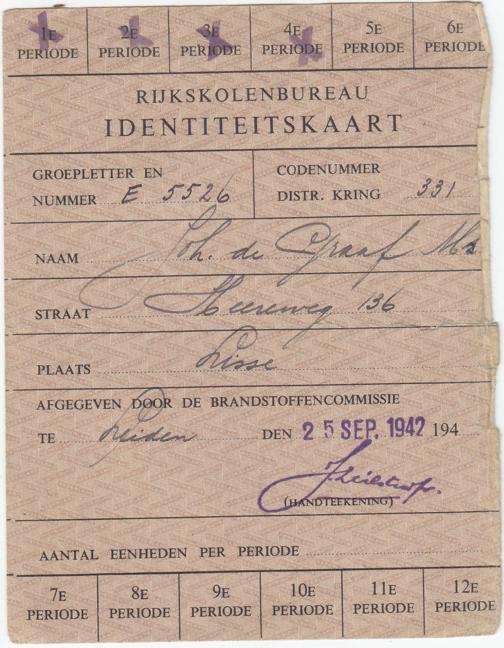 1E 2E 3E 4E 5E 6E
PERIODE PERIODE PERIODE PERIODE PERIODE PERIODE
RIJKSKOLENBUREAU
IDENTITEITSKAART
GROEPLETTER EN
NUMMER E 5526
CODENUMMER
DISTR. KRING 331
NAAM Joh. de Graaf
STRAAT Heereweg 136
PLAATS Lisse
AFGEGEVEN DOOR DE BRANDSTOFFENCOMMISSIE
TE Leiden DEN 25 SEP. 1942 194
(HANDTEEKENING)
AANTAL EENHEDEN PER PERIODE
7E 8E 9E 10E 11E 12E
PERIODE PERIODE PERIODE PERIODE PERIODE PERIODE